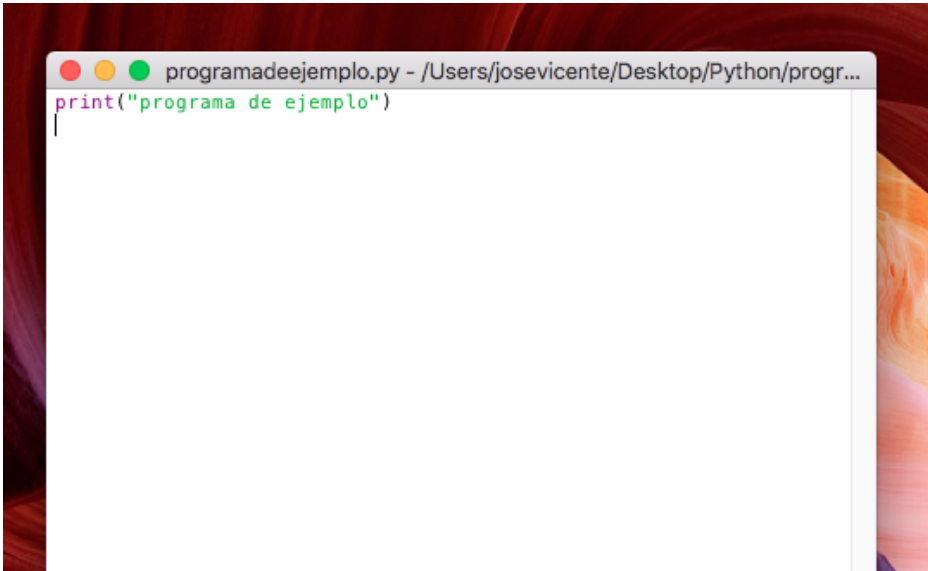 programadeejemplo.py - /Users/josevicente/Desktop/Python/progr...
print("programa de ejemplo")